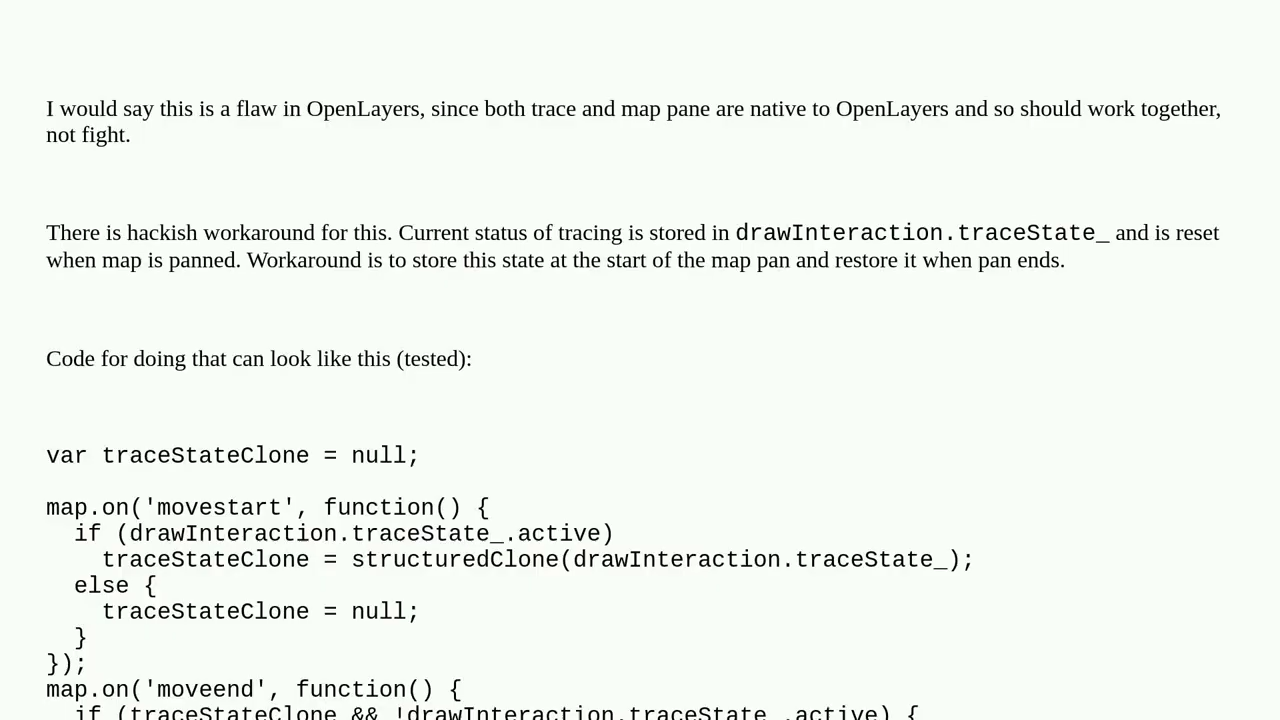 I would say this is a flaw in OpenLayers, since both trace and map pane are native to OpenLayers and so should work together,
not fight.
There is hackish workaround for this. Current status of tracing is stored in drawInteraction.traceState_ and is reset
when map is panned. Workaround is to store this state at the start of the map pan and restore it when pan ends.
Code for doing that can look like this (tested):
var traceStateClone = null;
map.on('movestart', function() {
  if (drawInteraction.traceState_.active)
    traceStateClone = structuredClone(drawInteraction.traceState_);
  else {
    traceStateClone = null;
  }
});
map.on('moveend', function() {
  if (traceStateClone && !drawInteraction.traceState_.active) {